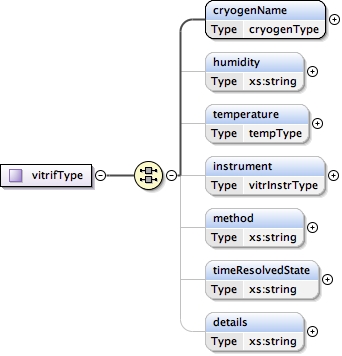 cryogenName
Type cryogenType
humidity
Type xs:string
temperature
Type tempType
vitrifType
instrument
Type vitrInstrType
method
Type xs:string
timeResolvedState
Type xs:string
details
Type xs:string